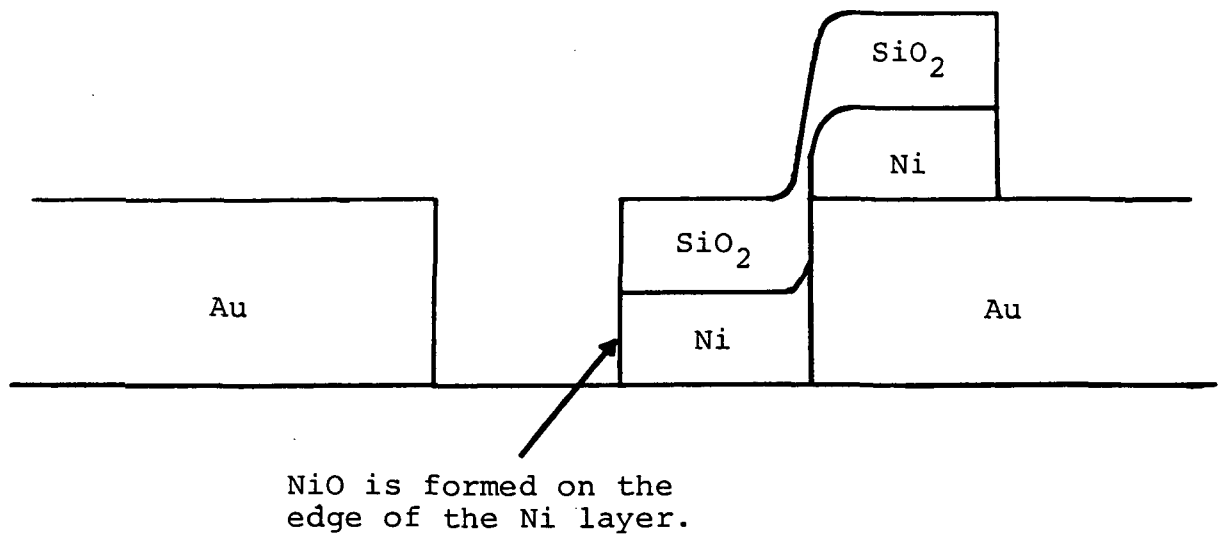 SiO2
Ni
SiO2
Au
Ni
Au
NiO is formed on the
edge of the Ni layer.